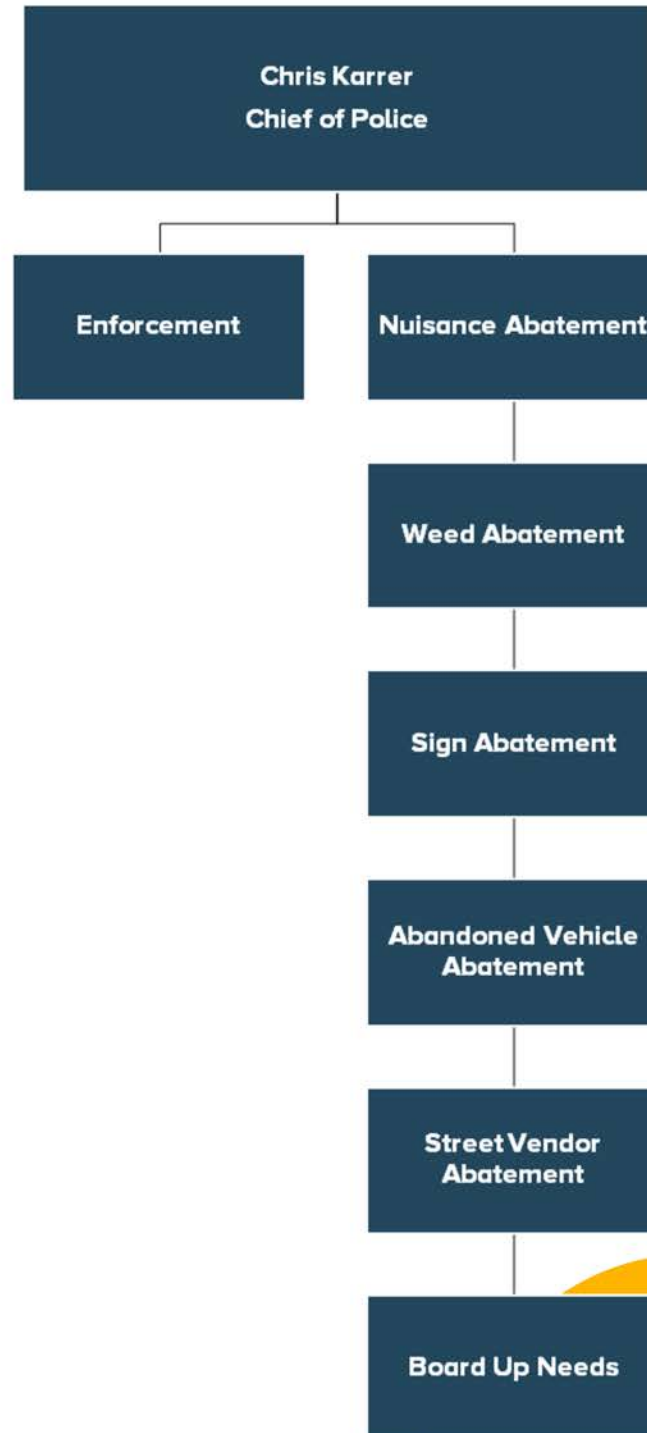 Chris Karrer
Chief of Police
Enforcement
Nuisance Abatement
Weed Abatement
Sign Abatement
Abandoned Vehicle
Abatement
Street Vendor
Abatement
Board Up Needs